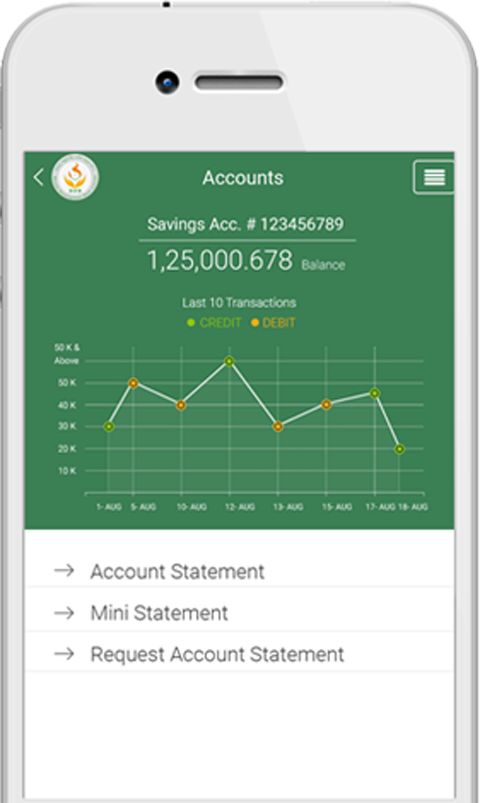 Accounts
Savings Acc. # 123456789
1,25,000.678 Balance
Last 10 Transactions
CREDIT DEBIT
50 K &
Above
50 K
40 K
30 K
20 K
10 K
1- AUG 5- AUG 10- AUG 12- AUG 13- AUG 15- AUG 17- AUG 18- AUG
Account Statement
Mini Statement
Request Account Statement